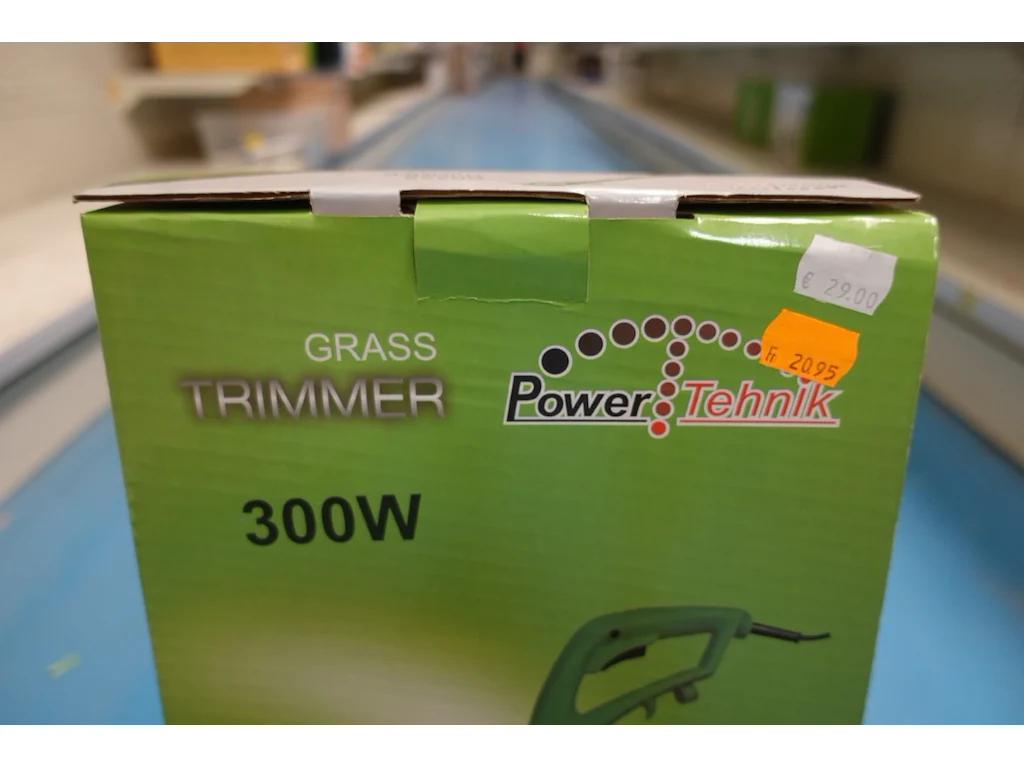 € 29.00
Fr 20.95
GRASS
TRIMMER
Power Tehnik
300W